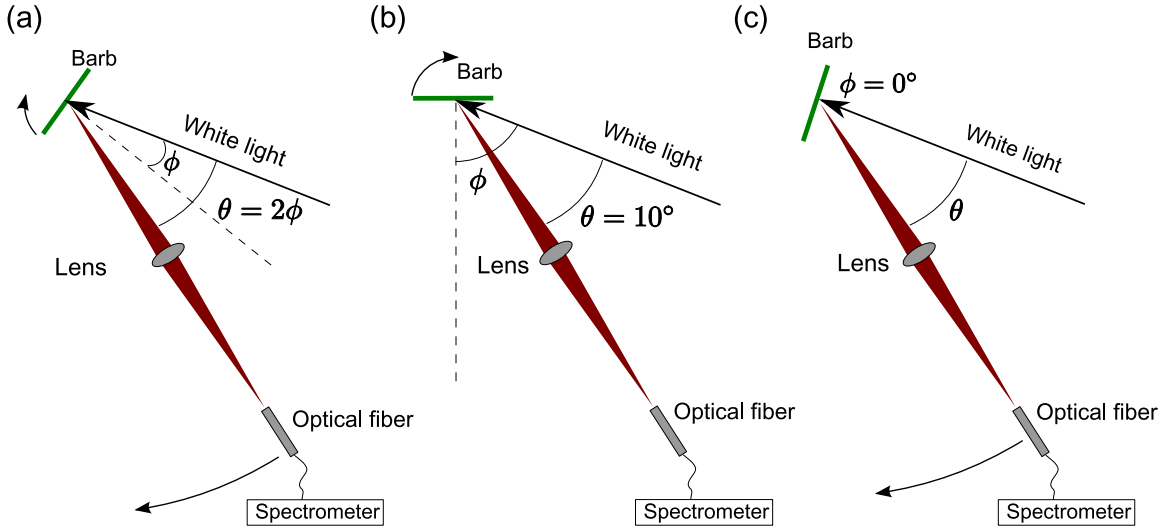 (a)
Barb
White light
ϕ
θ = 2ϕ
Lens
Optical fiber
Spectrometer
(b)
Barb
White light
ϕ
θ = 10°
Lens
Optical fiber
Spectrometer
(c)
Barb
ϕ = 0°
White light
θ
Lens
Optical fiber
Spectrometer